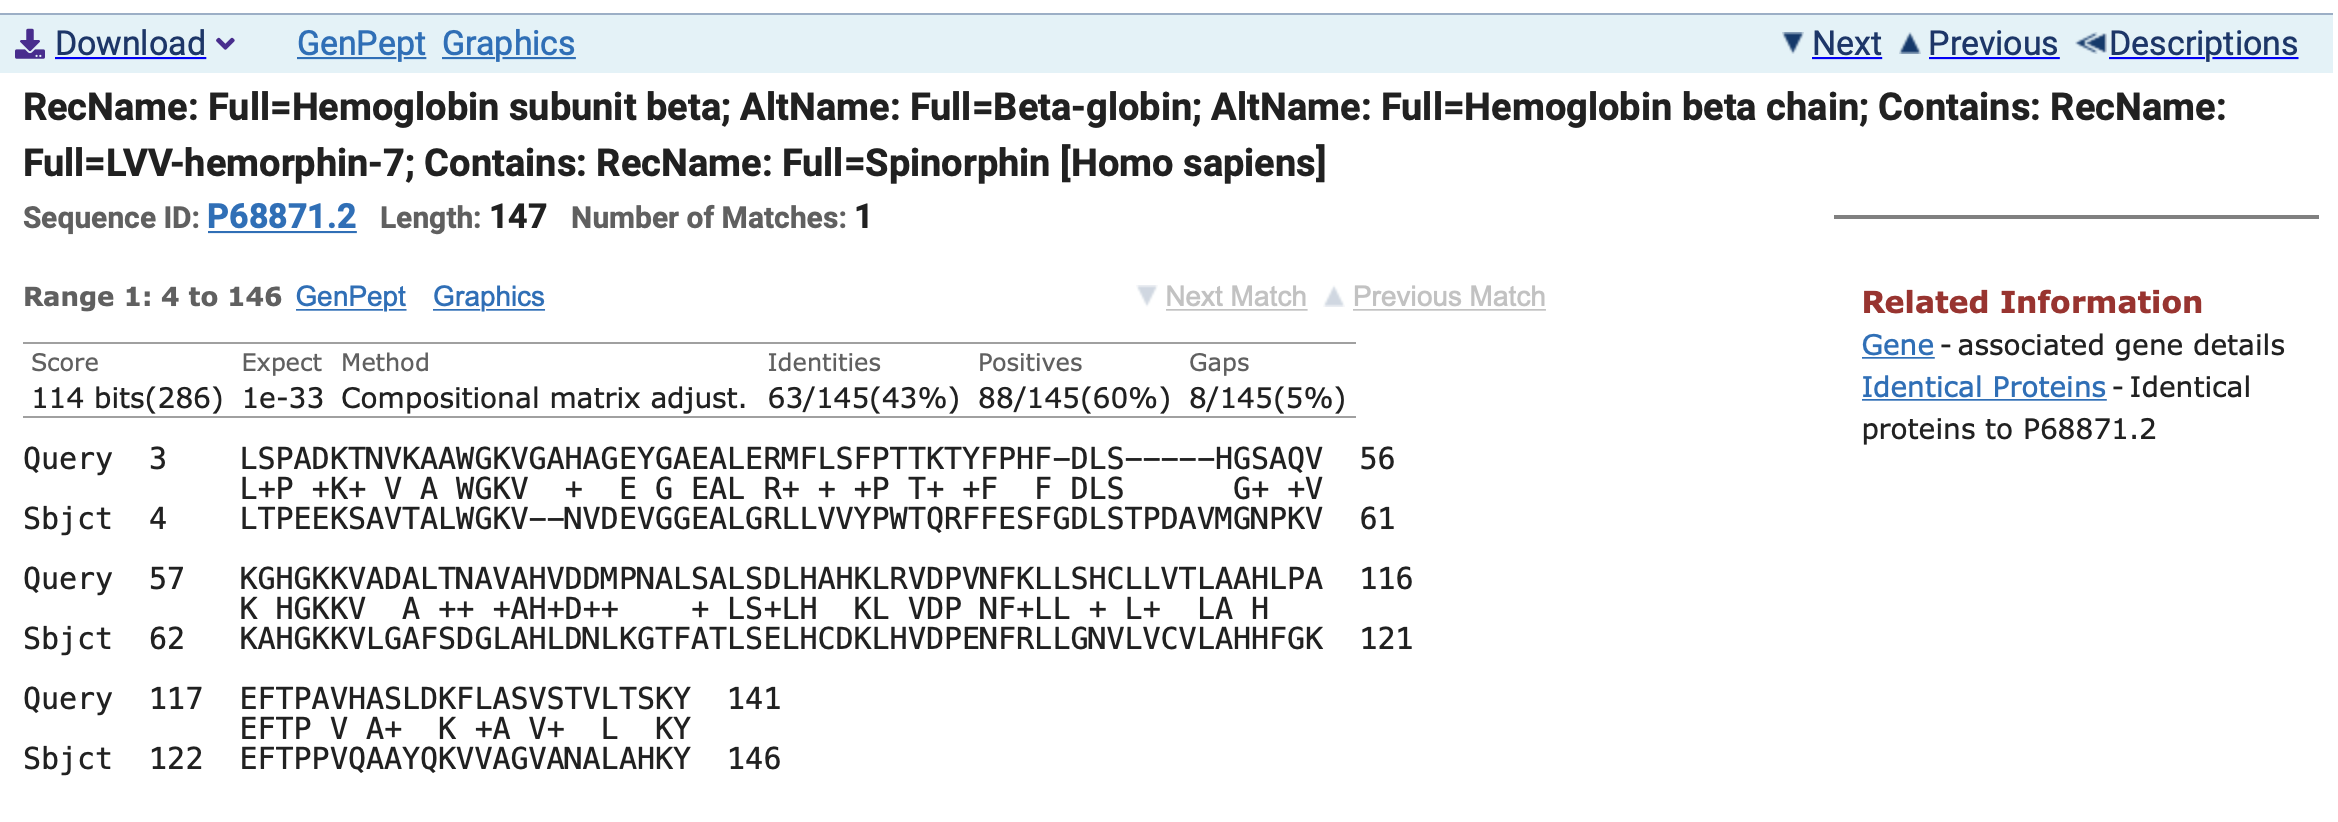 Download GenPept Graphics Next Previous Descriptions
RecName: Full=Hemoglobin subunit beta; AltName: Full=Beta-globin; AltName: Full=Hemoglobin beta chain; Contains: RecName:
Full=LVV-hemorphin-7; Contains: RecName: Full=Spinorphin [Homo sapiens]
Sequence ID: P68871.2 Length: 147 Number of Matches: 1
Range 1: 4 to 146 GenPept Graphics Next Match Previous Match
Score Expect Method Identities Positives Gaps
114 bits(286) 1e-33 Compositional matrix adjust. 63/145(43%) 88/145(60%) 8/145(5%)
Query  3    LSPADKTNVKAAWGKVGAHAGEYGAEALERMFLSFPTTKTYFPHF-DLS-----HGSAQV  56
            L+P +K+ V A WGKV  +  E G EAL R+ + +P T+ +F  F DLS      G+ +V
Sbjct  4    LTPEEKSAVTALWGKV--NVDEVGGEALGRLLVVYPWTQRFFESFGDLSTPDAVMGNPKV  61
Query  57   KGHGKKVADALTNAVAHVDDMPNALSALSDLHAHKLRVDPVNFKLLSHCLLVTLAAHLPA  116
            K HGKKV  A ++ +AH+D++    + LS+LH  KL VDP NF+LL + L+  LA H
Sbjct  62   KAHGKKVLGAFSDGLAHLDNLKGTFATLSELHCDKLHVDPENFRLLGNVLVCVLAHHFGK  121
Query  117  EFTPAVHASLDKFLASVSTVLTSKY  141
            EFTP V A+  K +A V+  L  KY
Sbjct  122  EFTPPVQAAYQKVVAGVANALAHKY  146
Related Information
Gene - associated gene details
Identical Proteins - Identical
proteins to P68871.2